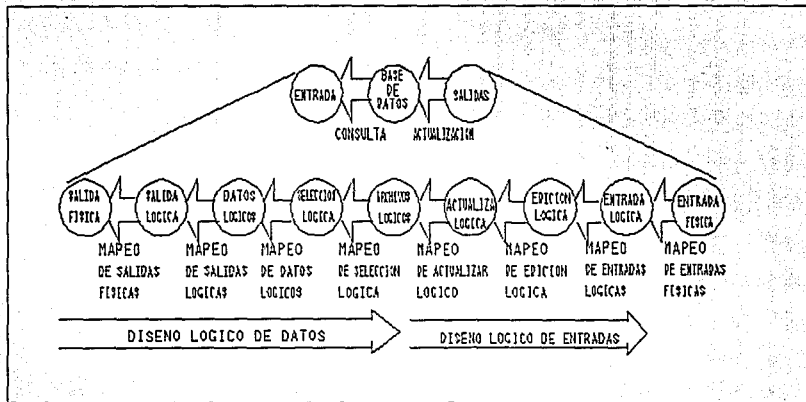 ENTRADA
BASE
DE
DATOS
SALIDAS
CONSULTA
ACTUALIZACION
SALIDA
FISICA
SALIDA
LOGICA
DATOS
LOGICOS
SELECCION
LOGICA
ARCHIVOS
LOGICOS
ACTUALIZA
LOGICA
EDICION
LOGICA
ENTRADA
LOGICA
ENTRADA
FISICA
MAPEO
DE SALIDAS
FISICAS
MAPEO
DE SALIDAS
LOGICAS
MAPEO
DE DATOS
LOGICOS
MAPEO
DE SELECCION
LOGICA
MAPEO
DE ACTUALIZAR
LOGICO
MAPEO
DE EDICION
LOGICA
MAPEO
DE ENTRADAS
LOGICAS
MAPEO
DE ENTRADAS
FISICAS
DISENO LOGICO DE DATOS
DISENO LOGICO DE ENTRADAS